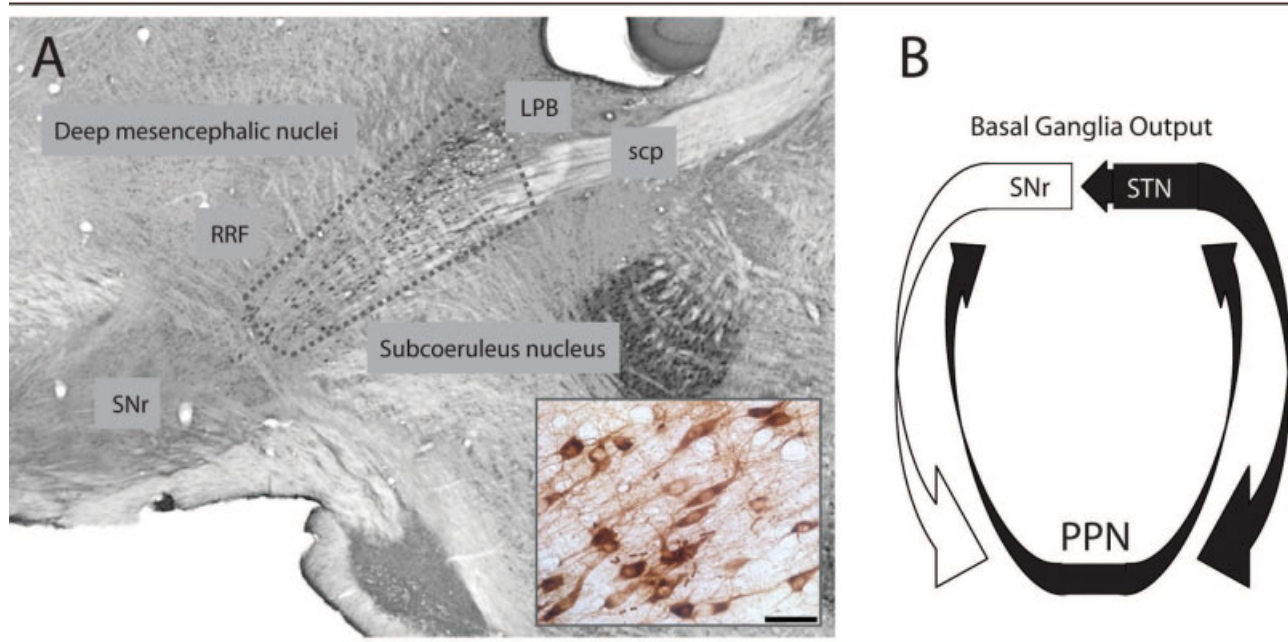 A
Deep mesencephalic nuclei
LPB
scp
RRF
Subcoeruleus nucleus
SNr
B
Basal Ganglia Output
SNr
STN
PPN